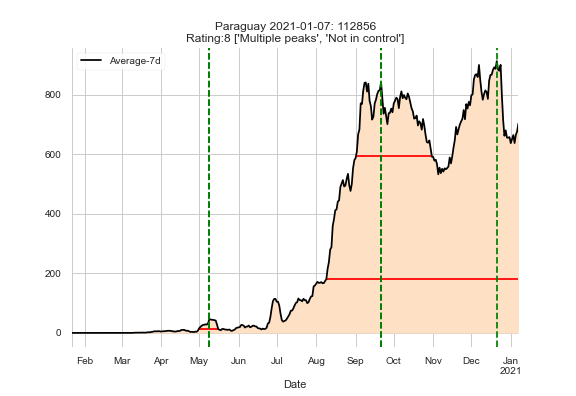 Paraguay 2021-01-07: 112856
Rating:8 ['Multiple peaks', 'Not in control']
Average-7d
800
600
400
200
0
Feb Mar Apr May Jun Jul Aug Sep Oct Nov Dec Jan
2021
Date